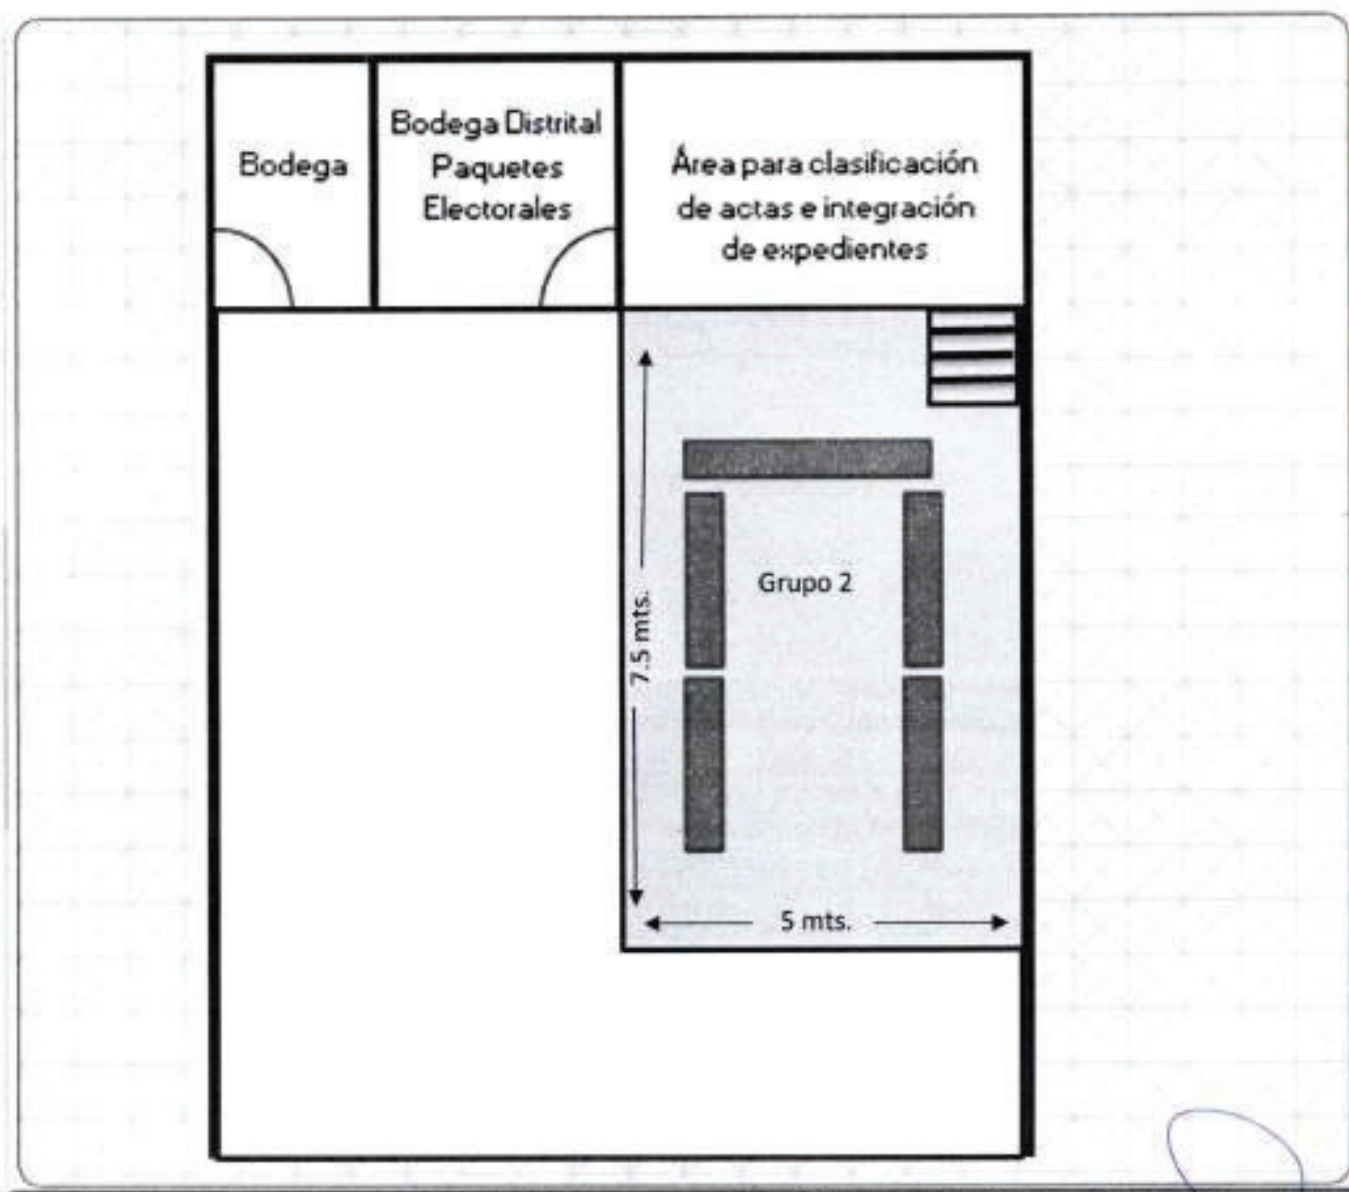 Bodega
Bodega Distrital
Paquetes
Electorales
Área para clasificación
de actas e integración
de expedientes
Grupo 2
7.5 mts.
5 mts.